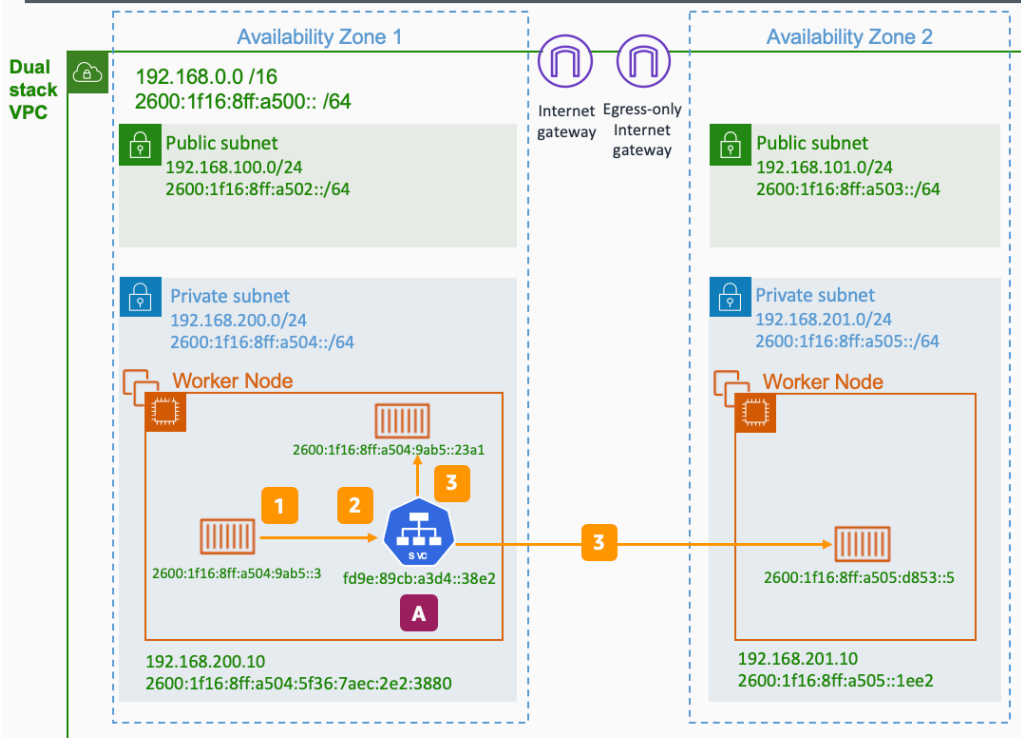 Availability Zone 1
Availability Zone 2
Dual
stack
VPC
192.168.0.0 /16
2600:1f16:8ff:a500:: /64
Internet
gateway
Egress-only
Internet
gateway
Public subnet
192.168.100.0/24
2600:1f16:8ff:a502::/64
Public subnet
192.168.101.0/24
2600:1f16:8ff:a503::/64
Private subnet
192.168.200.0/24
2600:1f16:8ff:a504::/64
Private subnet
192.168.201.0/24
2600:1f16:8ff:a505::/64
Worker Node
2600:1f16:8ff:a504:9ab5::23a1
3
1
2
SVC
3
2600:1f16:8ff:a504:9ab5::3
fd9e:89cb:a3d4::38e2
A
192.168.200.10
2600:1f16:8ff:a504:5f36:7aec:2e2:3880
Worker Node
2600:1f16:8ff:a505:d853::5
192.168.201.10
2600:1f16:8ff:a505::1ee2